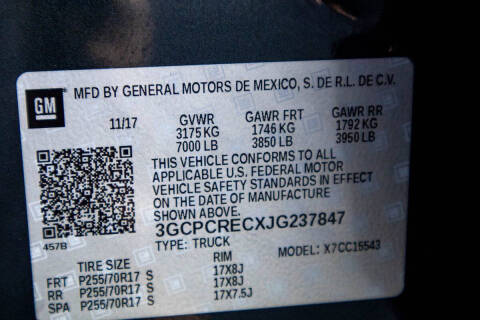 GM MFD BY GENERAL MOTORS DE MEXICO, S. DE R.L. DE C.V.
11/17 GVWR GAWR FRT GAWR RR
3175 KG 1746 KG 1792 KG
7000 LB 3850 LB 3950 LB
THIS VEHICLE CONFORMS TO ALL
APPLICABLE U.S. FEDERAL MOTOR
VEHICLE SAFETY STANDARDS IN EFFECT
ON THE DATE OF MANUFACTURE
SHOWN ABOVE.
457B 3GCPCRECXJG237847
TYPE: TRUCK MODEL: X7CC15543
TIRE SIZE RIM
FRT P255/70R17 S 17X8J
RR P255/70R17 S 17X8J
SPA P255/70R17 S 17X7.5J